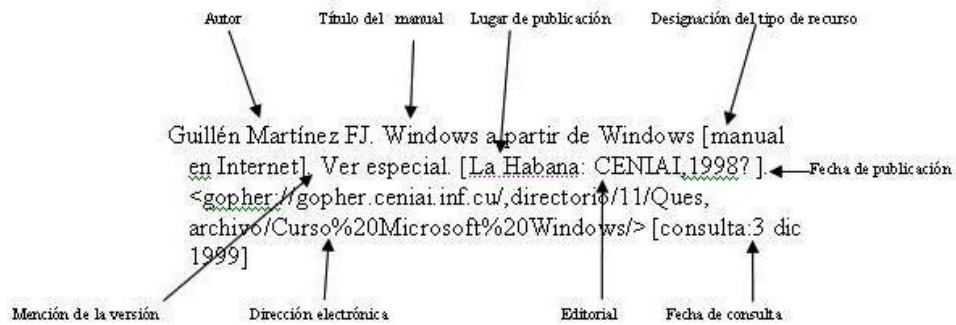 Autor Título del manual Lugar de publicación Designación del tipo de recurso
Guillén Martínez FJ. Windows a partir de Windows [manual
en Internet]. Ver especial. [La Habana: CENIAI,1998? ].
Fecha de publicación
<gopher://gopher.ceniai.inf.cu/,directorio/11/Ques,
archivo/Curso%20Microsoft%20Windows/> [consulta:3 dic
1999]
Mención de la versión Dirección electrónica Editorial Fecha de consulta